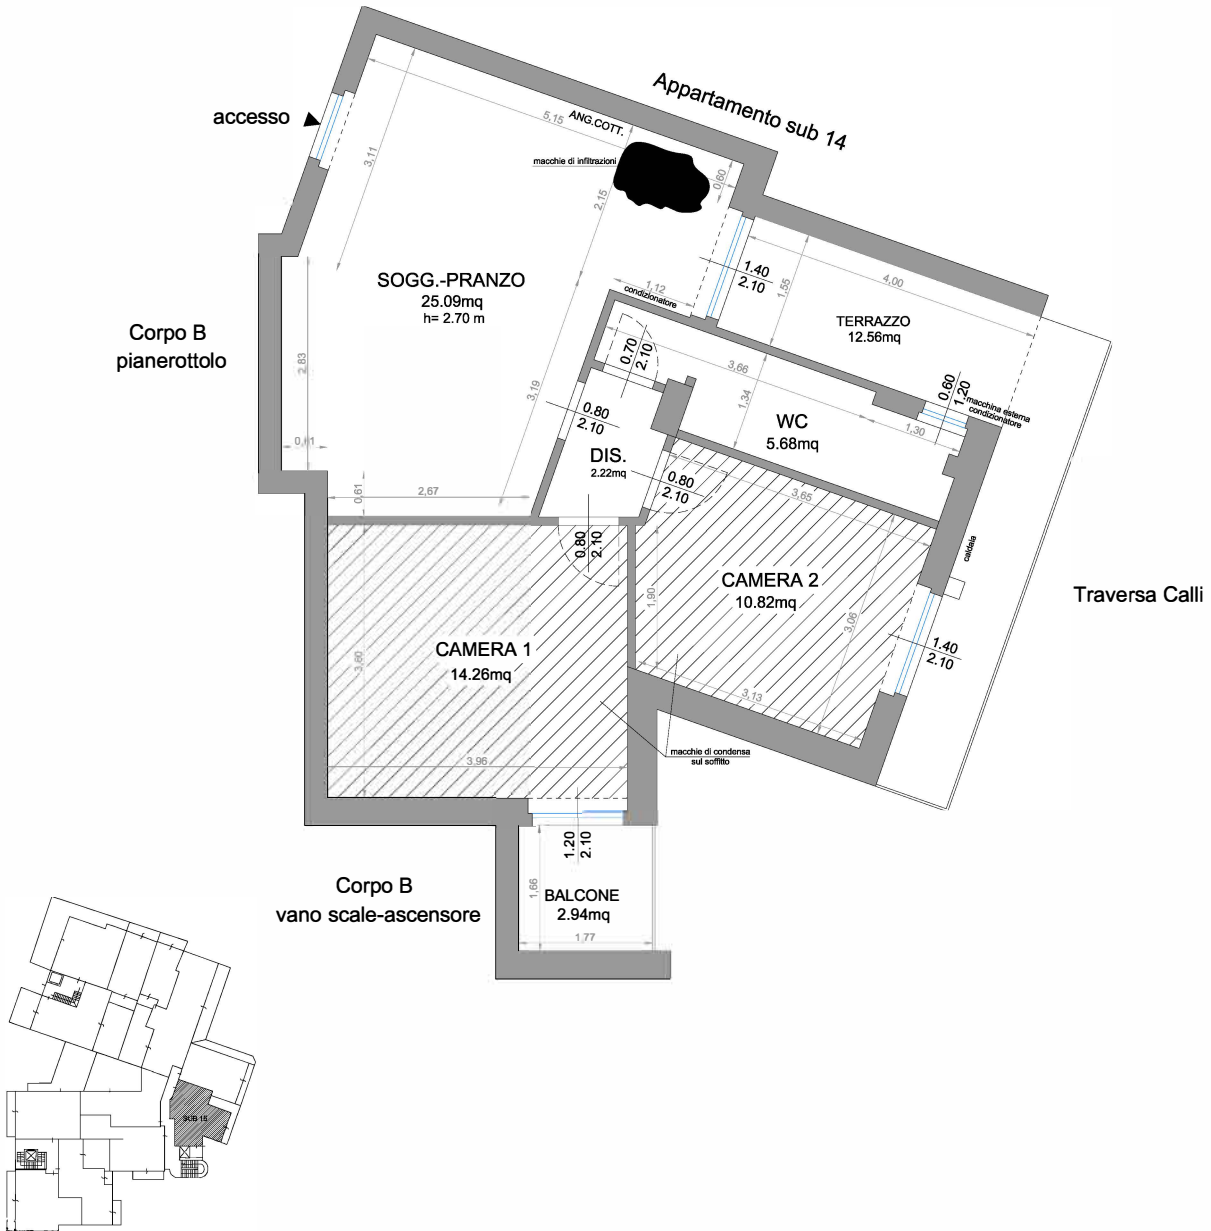 Appartamento sub 14
accesso
5,15
ANG.COTT.
3,11
macchie di infiltrazioni
0,60
2,15
SOGG.-PRANZO
25.09mq
h= 2.70 m
1,12
condizionatore
1.40
2.10
1,55
4,00
TERRAZZO
12.56mq
Corpo B
pianerottolo
2,83
3,19
0.70
2.10
3,66
1,34
0.60
1.20
macchina esterna
condizionatore
1,30
0.80
2.10
WC
5.68mq
DIS.
2.22mq
0,61
2,67
0.80
2.10
3,65
caldaia
0.80
2.10
CAMERA 2
10.82mq
1,90
3,06
Traversa Calli
1.40
2.10
CAMERA 1
14.26mq
3,60
3,13
3,96
macchie di condensa
sul soffitto
1.20
2.10
Corpo B
vano scale-ascensore
1,66
BALCONE
2.94mq
1,77
SUB 15